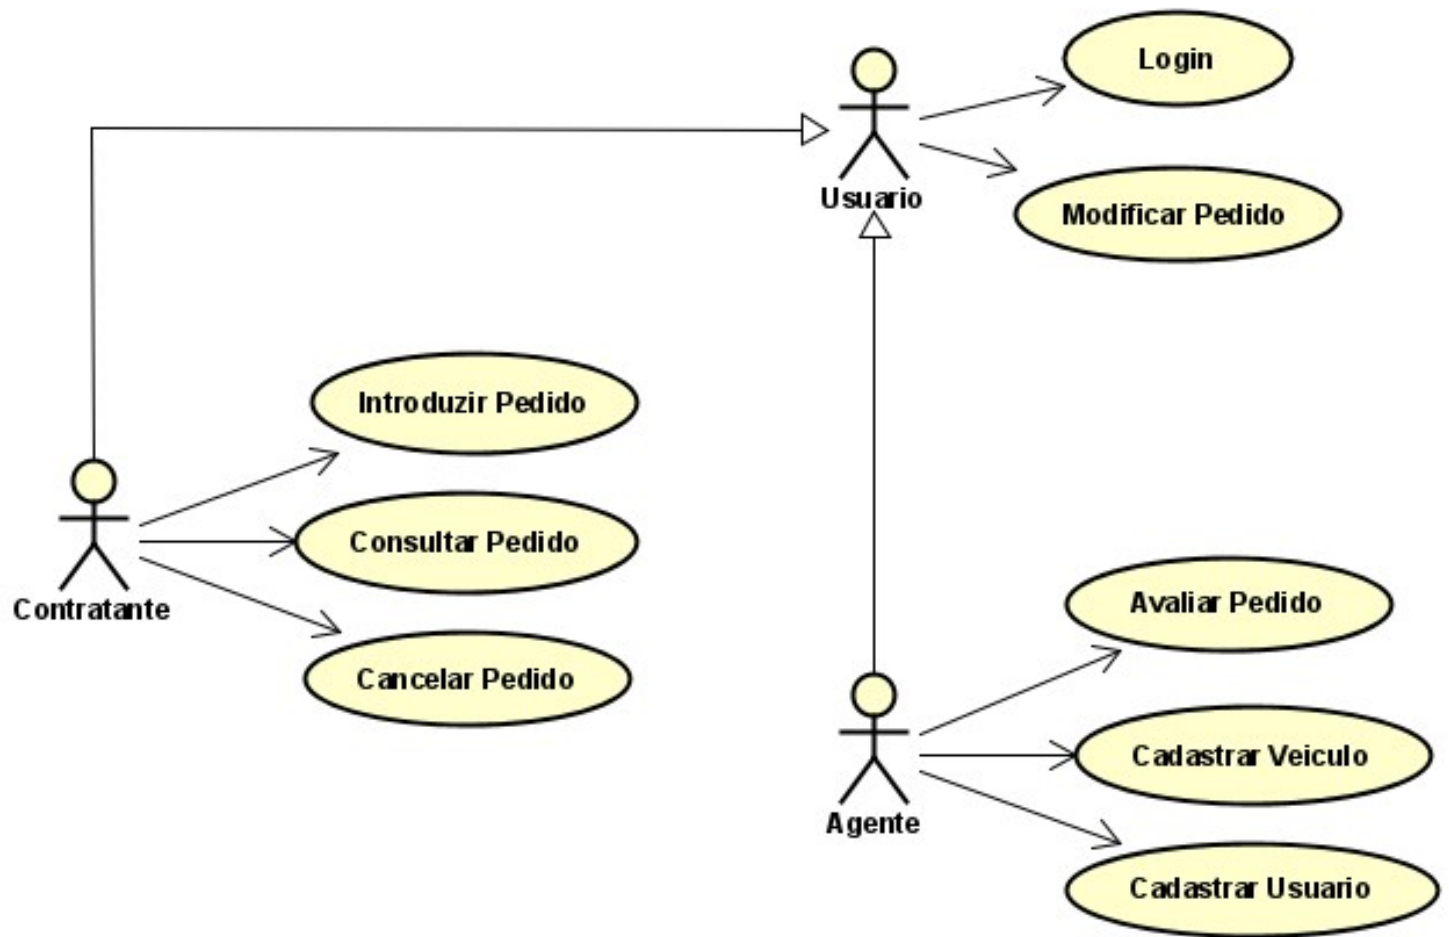 Login
Usuario
Modificar Pedido
Introduzir Pedido
Consultar Pedido
Contratante
Cancelar Pedido
Avaliar Pedido
Cadastrar Veiculo
Agente
Cadastrar Usuario